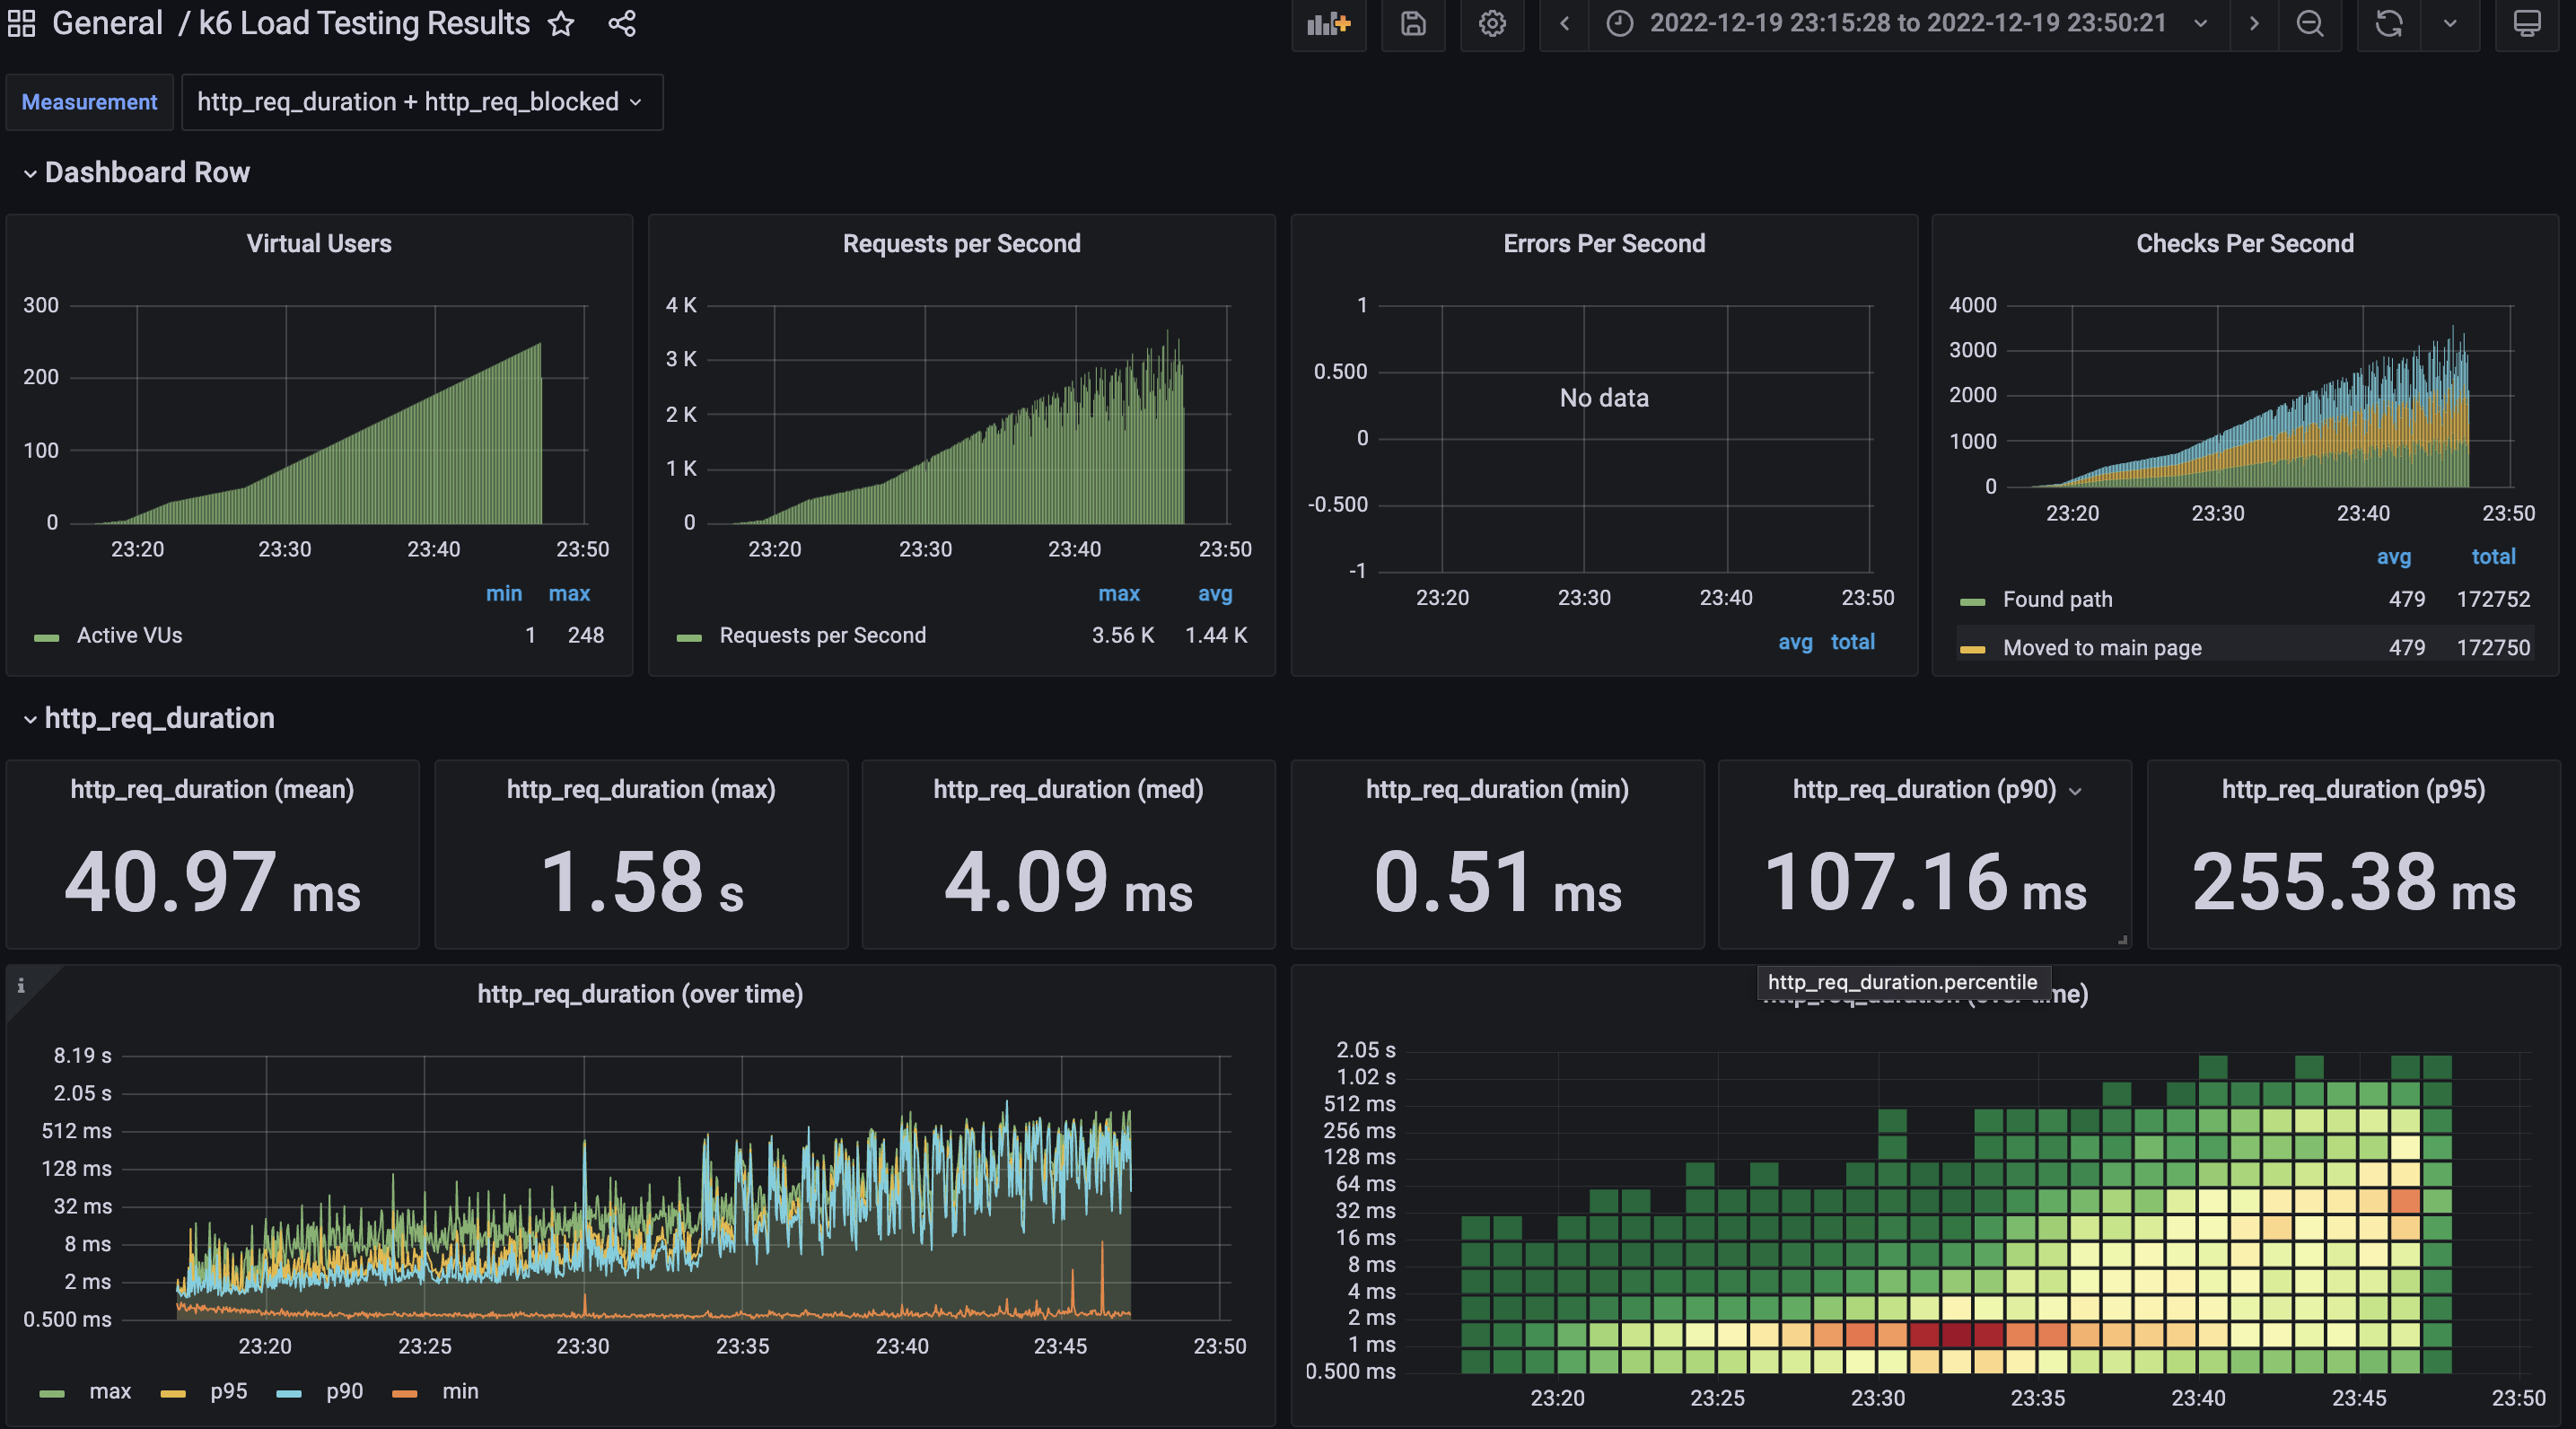 General / k6 Load Testing Results
2022-12-19 23:15:28 to 2022-12-19 23:50:21
Measurement
http_req_duration + http_req_blocked
Dashboard Row
Virtual Users
300
200
100
0
23:20 23:30 23:40 23:50
min max
Active VUs 1 248
Requests per Second
4 K
3 K
2 K
1 K
0
23:20 23:30 23:40 23:50
max avg
Requests per Second 3.56 K 1.44 K
Errors Per Second
1
0.500
0
-0.500
-1
No data
23:20 23:30 23:40 23:50
avg total
Checks Per Second
4000
3000
2000
1000
0
23:20 23:30 23:40 23:50
avg total
Found path 479 172752
Moved to main page 479 172750
http_req_duration
http_req_duration (mean)
40.97 ms
http_req_duration (max)
1.58 s
http_req_duration (med)
4.09 ms
http_req_duration (min)
0.51 ms
http_req_duration (p90)
107.16 ms
http_req_duration (p95)
255.38 ms
i
http_req_duration (over time)
8.19 s
2.05 s
512 ms
128 ms
32 ms
8 ms
2 ms
0.500 ms
23:20 23:25 23:30 23:35 23:40 23:45 23:50
max p95 p90 min
http_req_duration.percentile
http_req_duration (over time)
2.05 s
1.02 s
512 ms
256 ms
128 ms
64 ms
32 ms
16 ms
8 ms
4 ms
2 ms
1 ms
0.500 ms
23:20 23:25 23:30 23:35 23:40 23:45 23:50